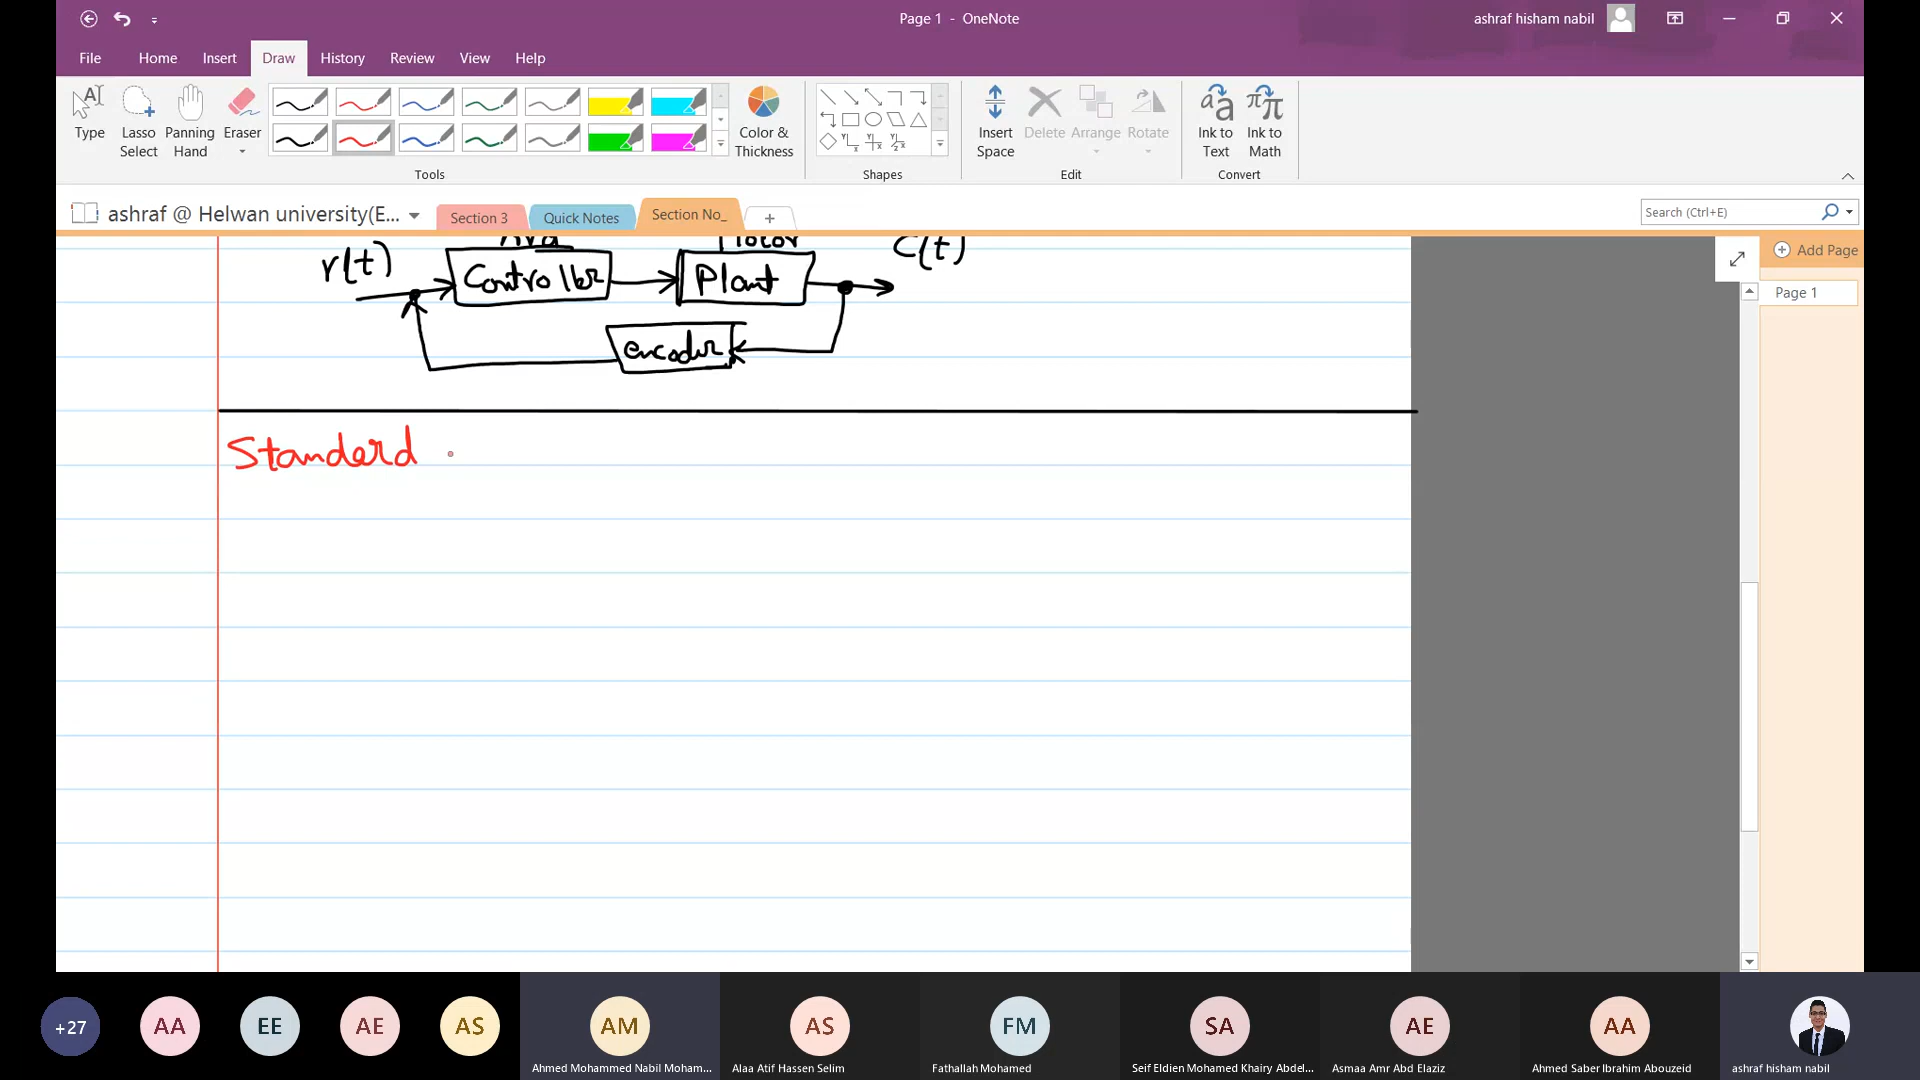 Page 1 - OneNote
ashraf hisham nabil
File Home Insert Draw History Review View Help
Type
Lasso Select
Panning Hand
Eraser
Color & Thickness
Insert Space
Delete
Arrange
Rotate
Ink to Text
Ink to Math
Tools
Shapes
Edit
Convert
ashraf @ Helwan university(E...
Section 3
Quick Notes
Section No_
Search (Ctrl+E)
Add Page
Page 1
r(t)
Controller
Plant
C(t)
encoder
Standerd
+27
AA
EE
AE
AS
AM
Ahmed Mohammed Nabil Moham...
AS
Alaa Atif Hassen Selim
FM
Fathallah Mohamed
SA
Seif Eldien Mohamed Khairy Abdel...
AE
Asmaa Amr Abd Elaziz
AA
Ahmed Saber Ibrahim Abouzeid
ashraf hisham nabil